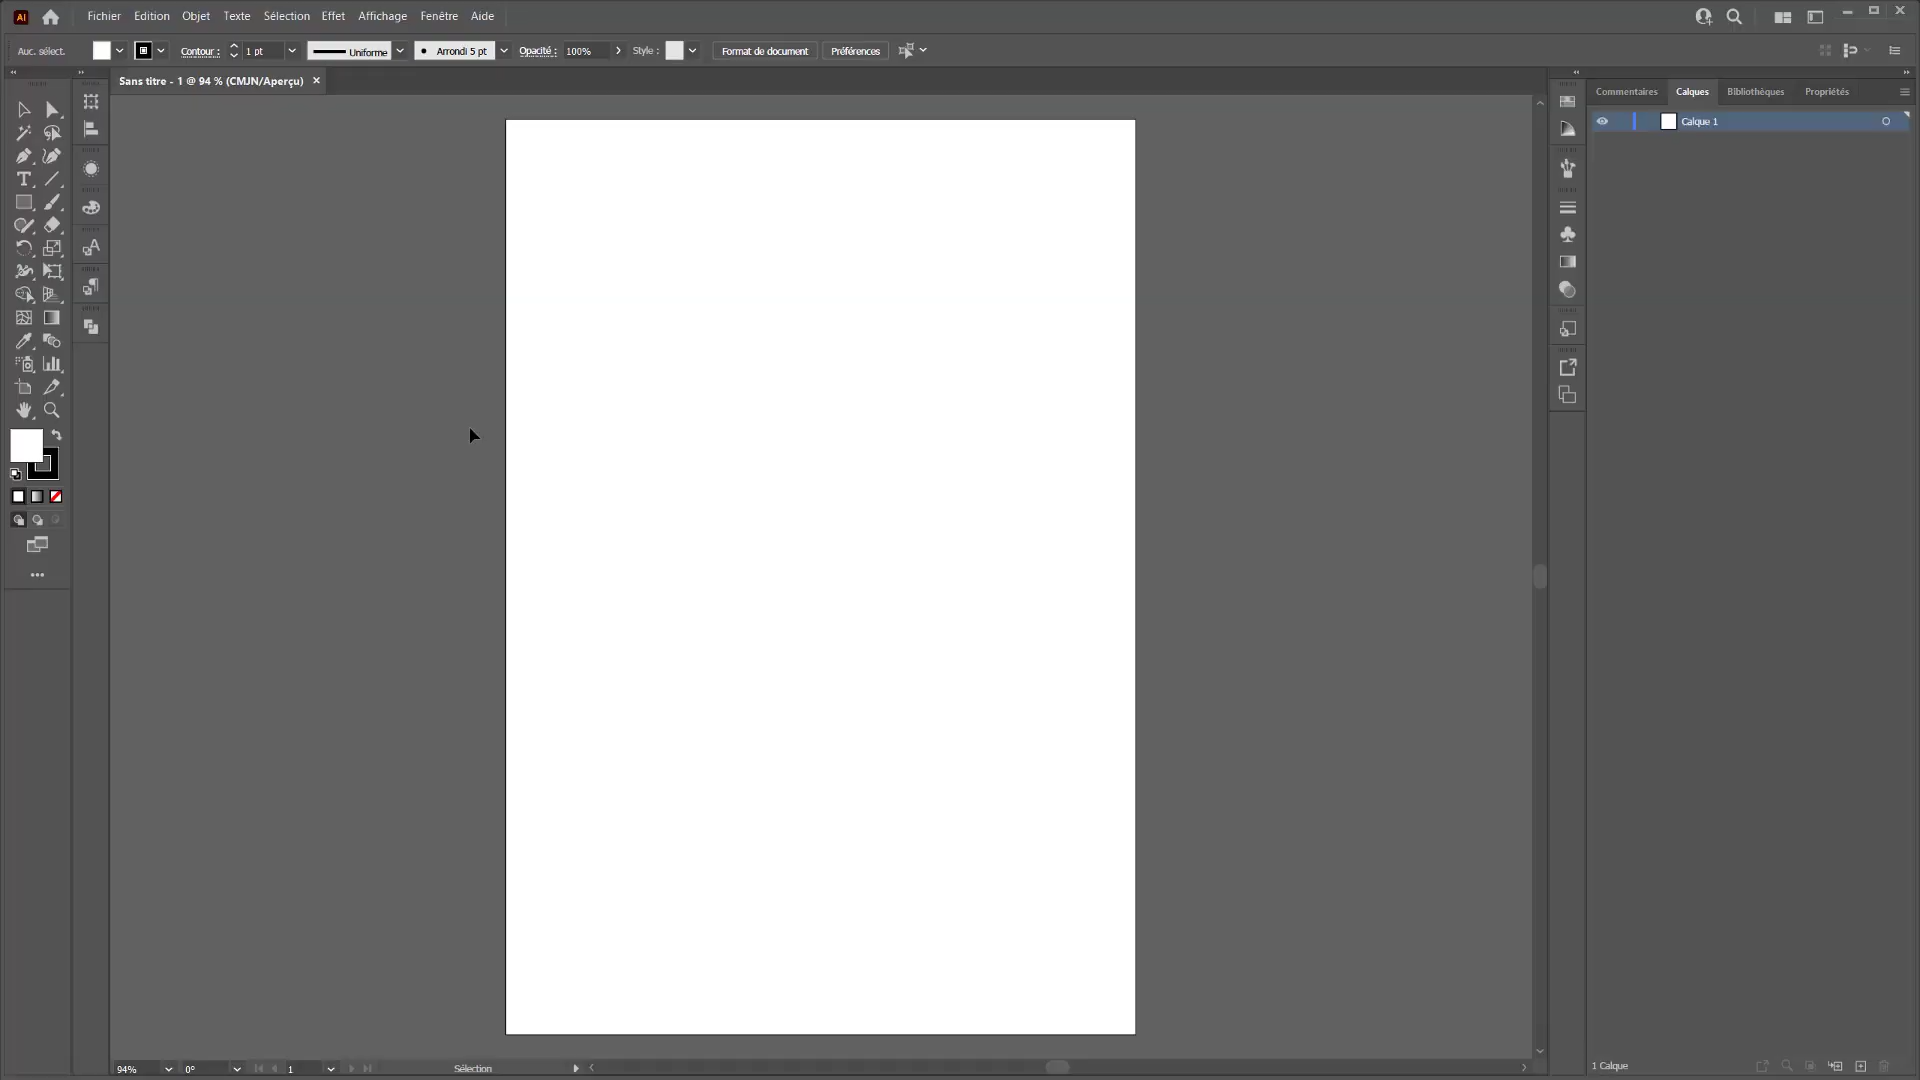 Ai
Fichier Edition Objet Texte Sélection Effet Affichage Fenêtre Aide
Auc. sélect.
Contour :
1 pt
Uniforme
Arrondi 5 pt
Opacité :
100%
Style :
Format de document
Préférences
Sans titre - 1 @ 94 % (CMJN/Aperçu)
Commentaires Calques Bibliothèques Propriétés
Calque 1
94%
0°
1
Sélection
1 Calque